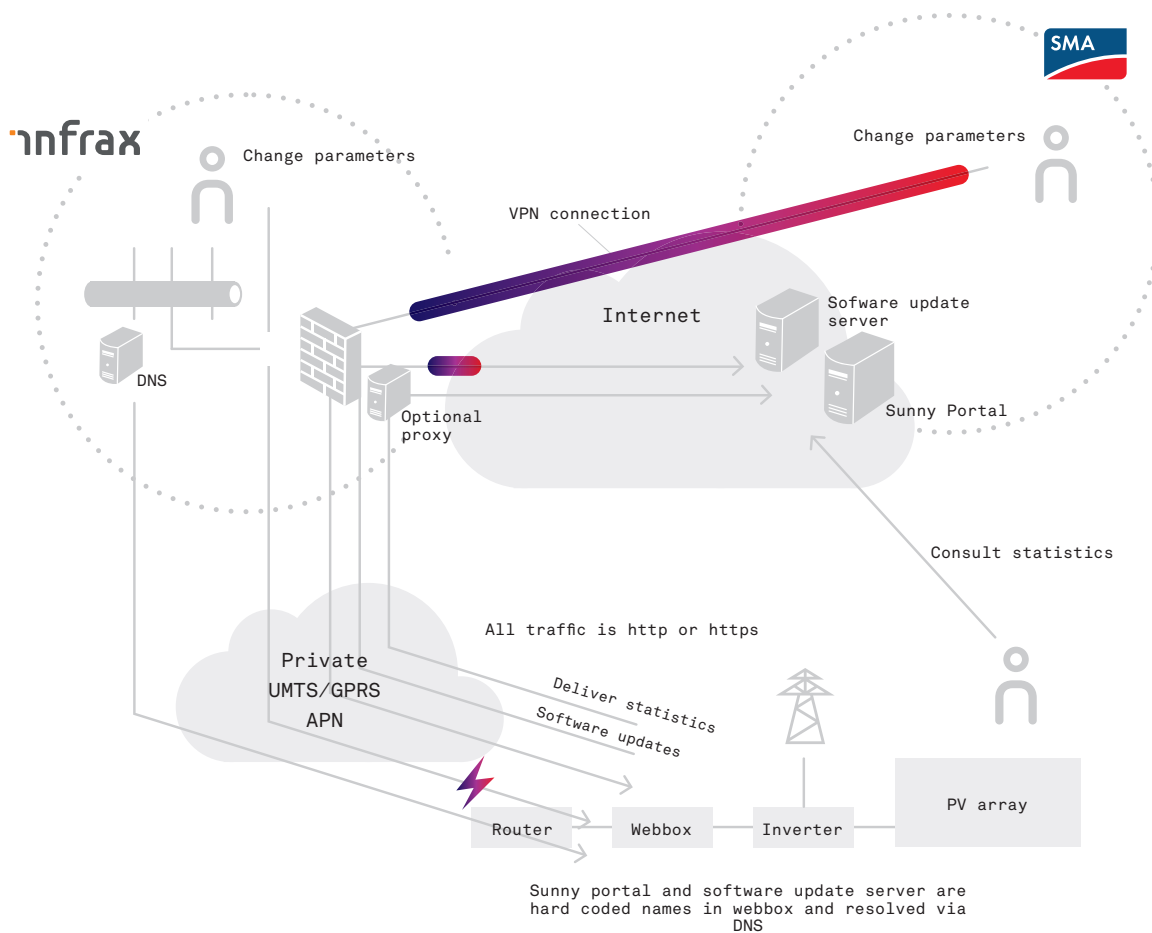 SMA
infrax
Change parameters
Change parameters
VPN connection
Internet
Sofware update
server
DNS
Optional
proxy
Sunny Portal
Consult statistics
All traffic is http or https
Private
UMTS/GPRS
APN
Deliver statistics
Software updates
PV array
Router
Webbox
Inverter
Sunny portal and software update server are
hard coded names in webbox and resolved via
DNS